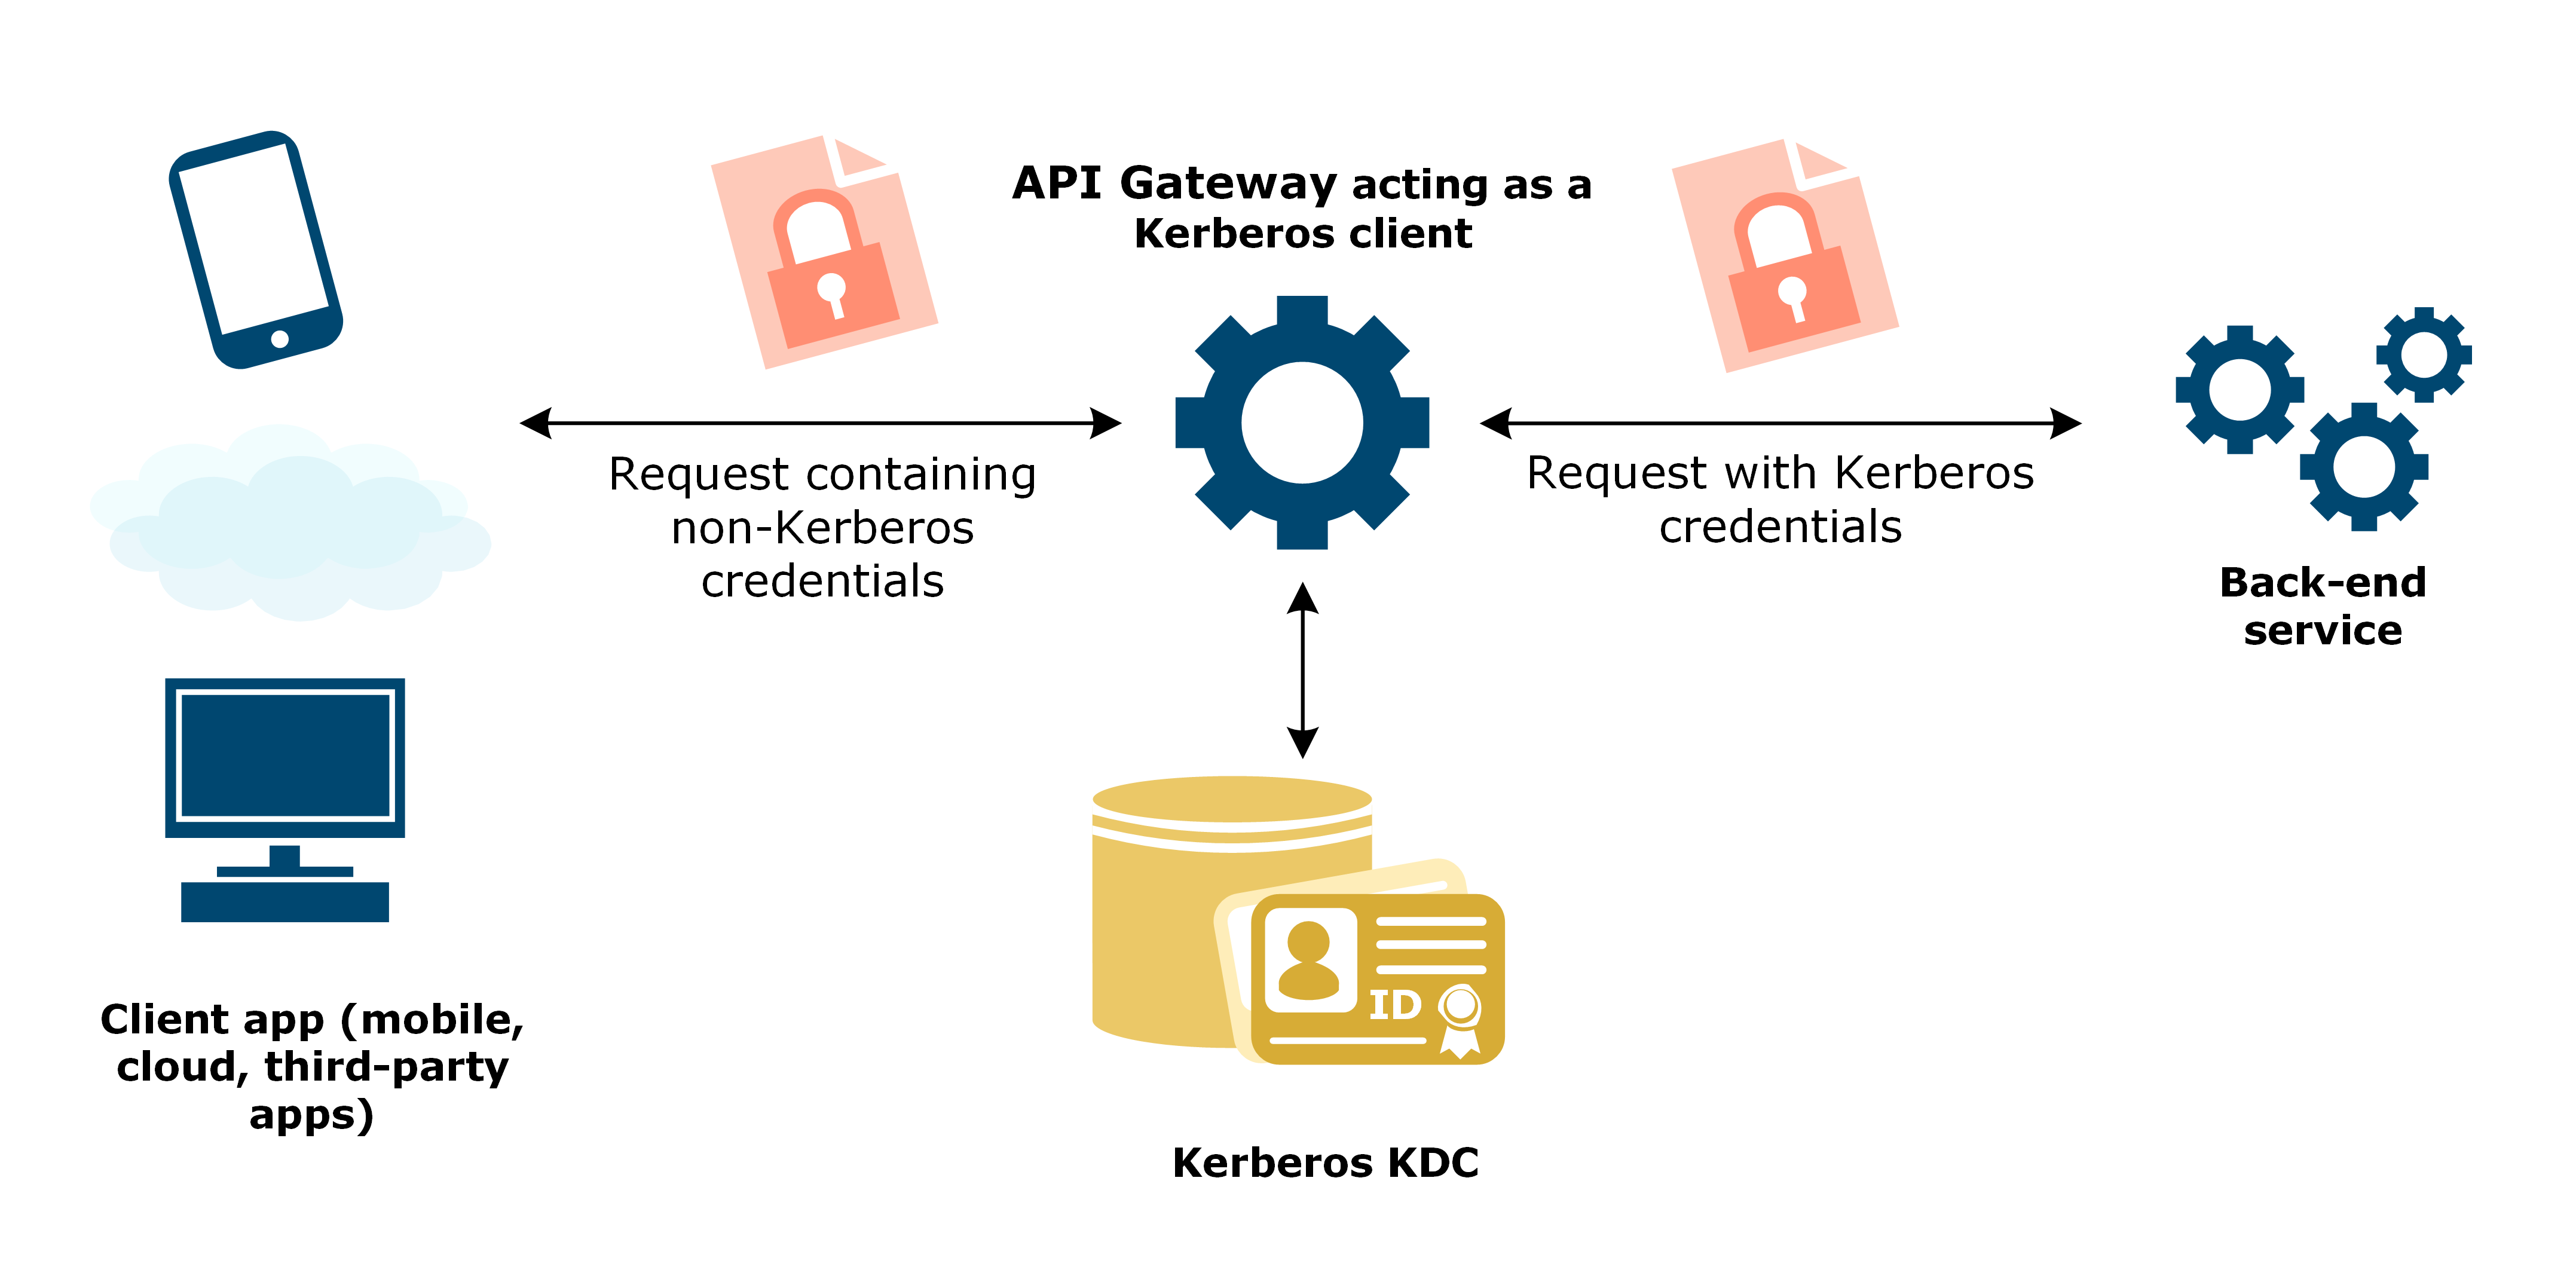 API Gateway acting as a
Kerberos client
Request containing
non-Kerberos
credentials
Request with Kerberos
credentials
Back-end
service
Client app (mobile,
cloud, third-party
apps)
ID
Kerberos KDC